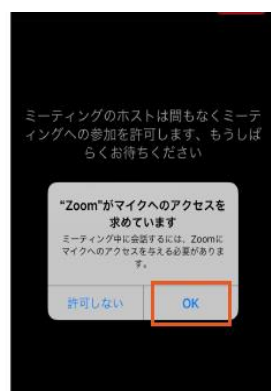 ミーティングのホストは間もなくミーテ
ィングへの参加を許可します、もうしば
らくお待ちください
“Zoom”がマイクへのアクセスを
求めています
ミーティング中に会話するには、Zoomに
マイクへのアクセスを与える必要がありま
す。
許可しない
OK